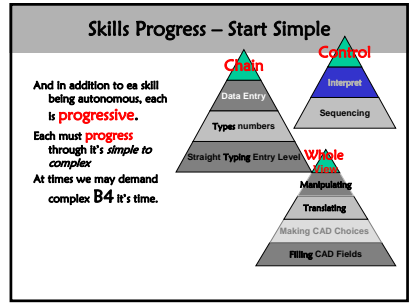 Skills Progress – Start Simple
And in addition to ea skill
being autonomous, each
is progressive.
Each must progress
through it's simple to
complex
At times we may demand
complex B4 it's time.
Chain
Data Entry
Types numbers
Straight Typing Entry Level
Control
Interpret
Sequencing
Whole
View
Manipulating
Translating
Making CAD Choices
Filling CAD Fields